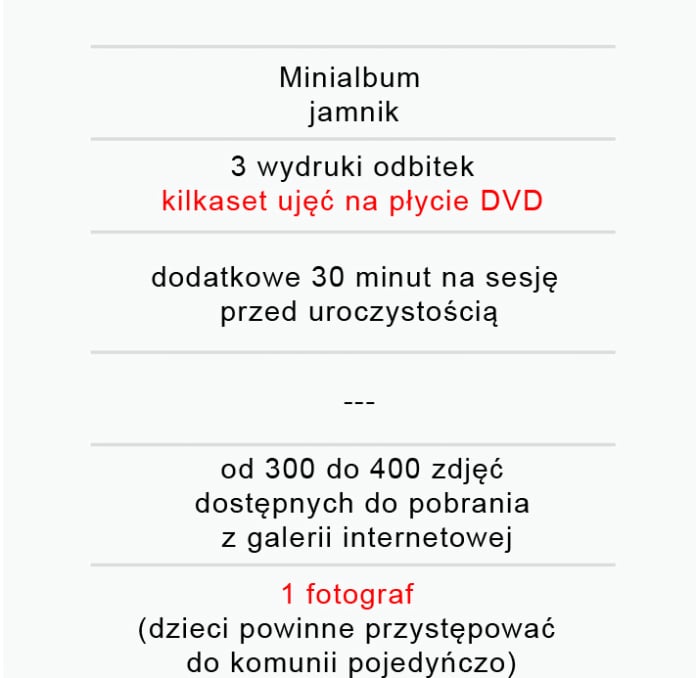 Minialbum
jamnik
3 wydruki odbitek
kilkaset ujęć na płycie DVD
dodatkowe 30 minut na sesję
przed uroczystością
---
od 300 do 400 zdjęć
dostępnych do pobrania
z galerii internetowej
1 fotograf
(dzieci powinne przystępować
do komunii pojedyńczo)